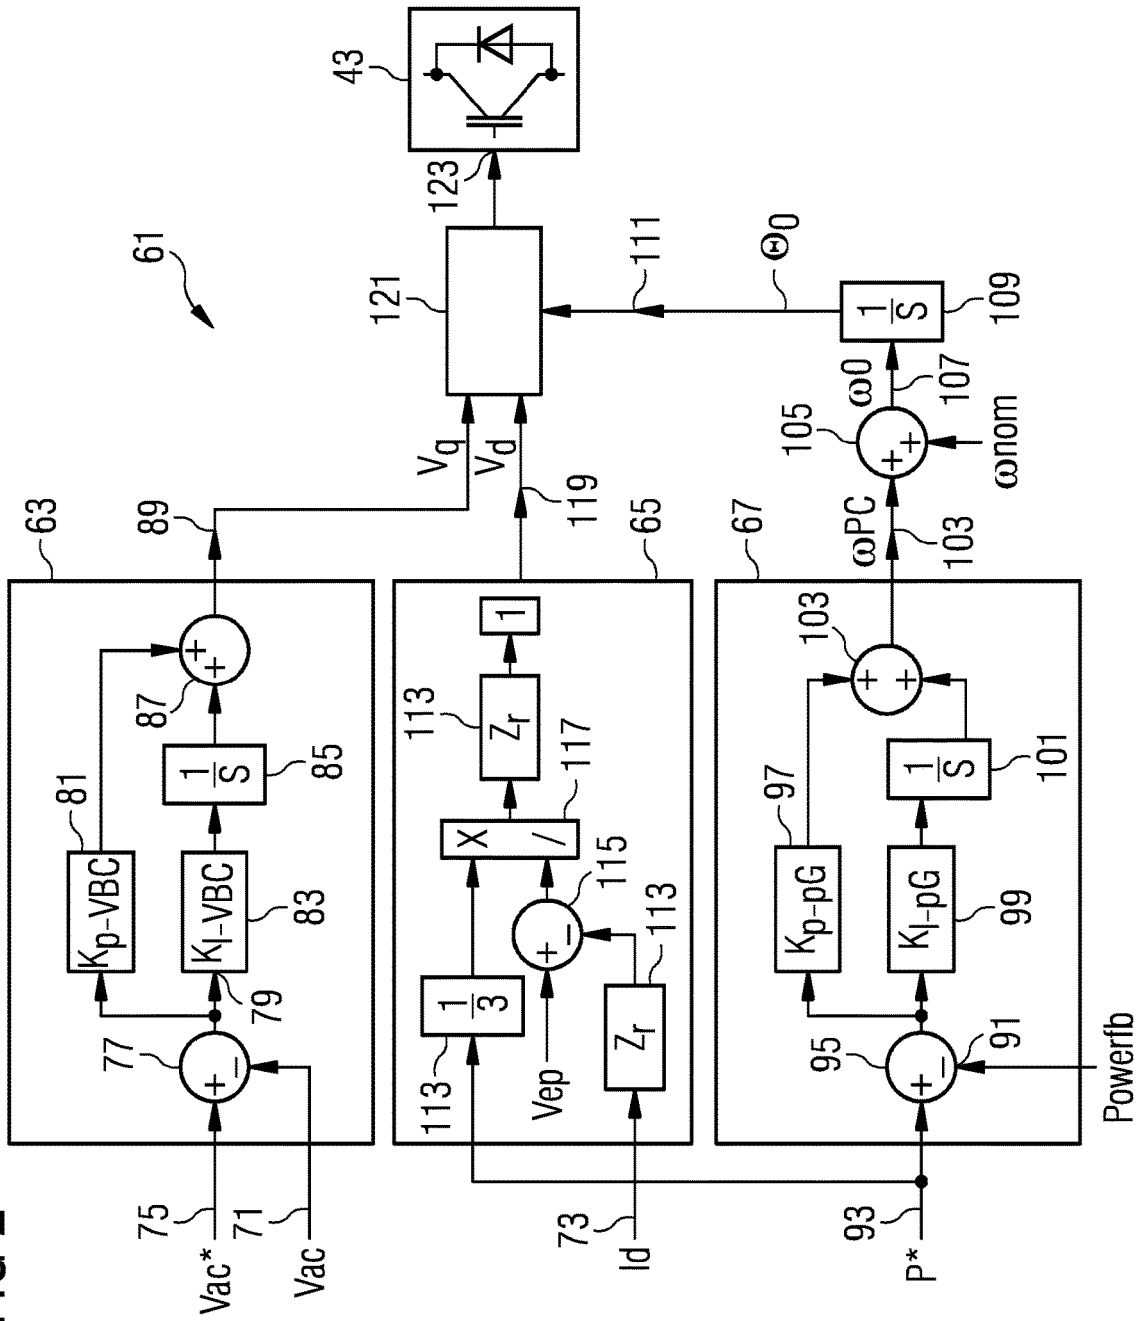 FIG 2
61
63
75
Vac*
71
Vac
77
+
−
79
81
Kp-VBC
KI-VBC
83
1/S
85
87
+
+
89
Vq
Vd
121
123
43
65
73
Id
113
1/3
Vep
Zr
113
+
−
115
X
/
117
113
Zr
1
119
67
93
P*
95
+
−
91
Powerfb
97
Kp-pG
KI-pG
99
1/S
101
103
+
+
ωPC
103
105
+
+
ωnom
ω0
107
1/S
109
Θ0
111